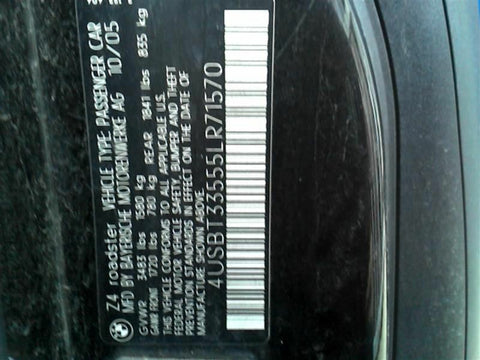 Z4 roadster VEHICLE TYPE: PASSENGER CAR
MFD BY BAYERISCHE MOTORENWERKE AG 10/05
GVWR 3483 lbs 1580 kg
GAWR FRONT 1720 lbs 780 kg REAR 1841 lbs 835 kg
THIS VEHICLE CONFORMS TO ALL APPLICABLE U.S.
FEDERAL MOTOR VEHICLE SAFETY, BUMPER AND THEFT
PREVENTION STANDARDS IN EFFECT ON THE DATE OF
MANUFACTURE SHOWN ABOVE.
4USBT33555LR71570